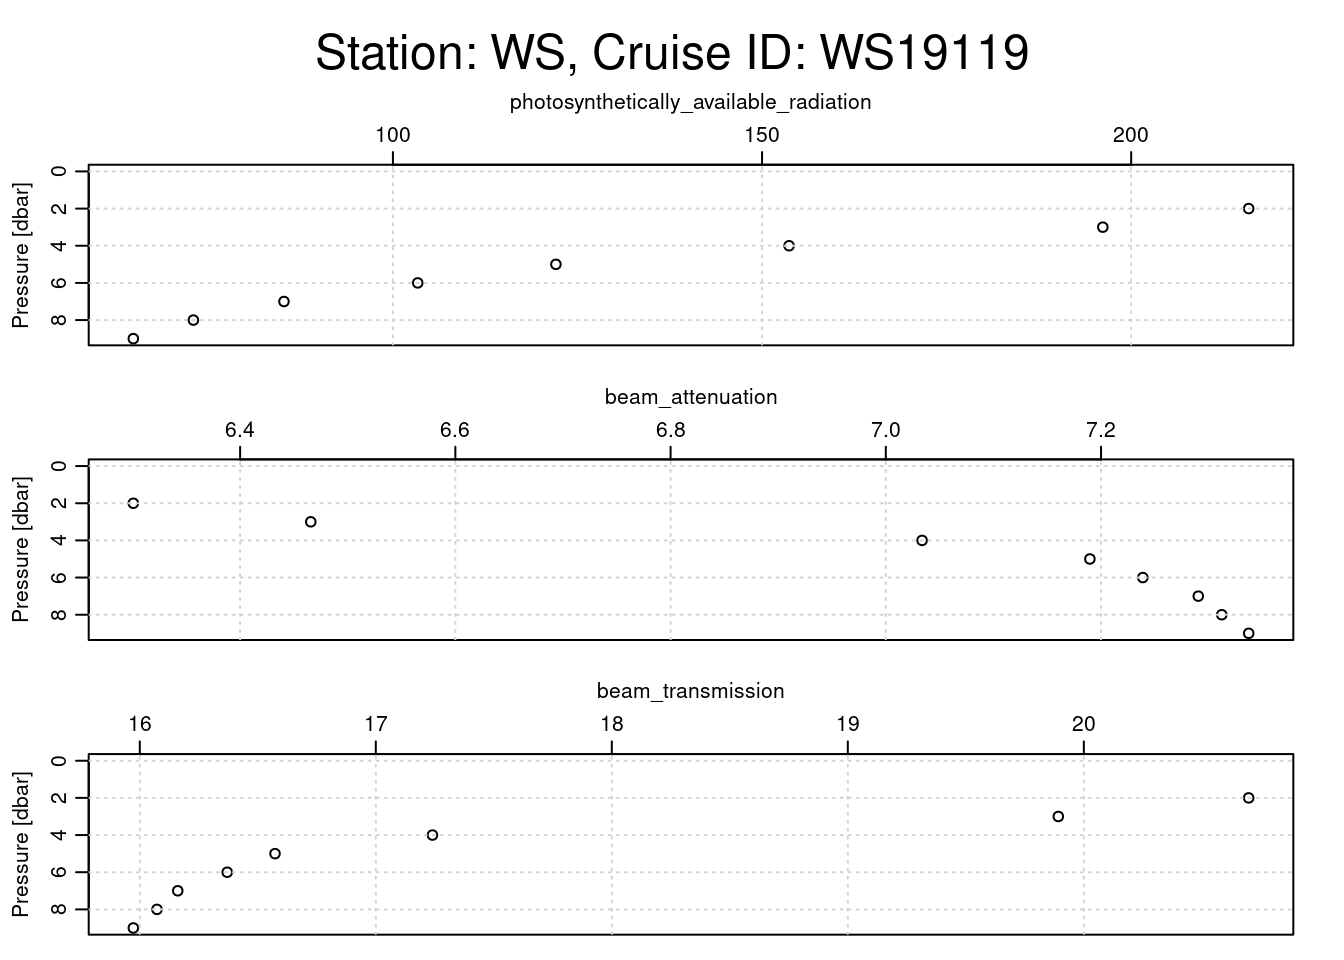 Station: WS, Cruise ID: WS19119
photosynthetically_available_radiation
100 150 200
Pressure [dbar]
0
2
4
6
8
beam_attenuation
6.4 6.6 6.8 7.0 7.2
Pressure [dbar]
0
2
4
6
8
beam_transmission
16 17 18 19 20
Pressure [dbar]
0
2
4
6
8